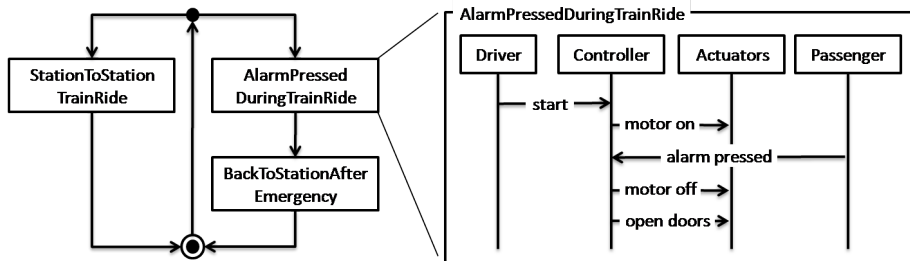 StationToStation
TrainRide
AlarmPressed
DuringTrainRide
BackToStationAfter
Emergency
AlarmPressedDuringTrainRide
Driver
Controller
Actuators
Passenger
start
motor on
alarm pressed
motor off
open doors